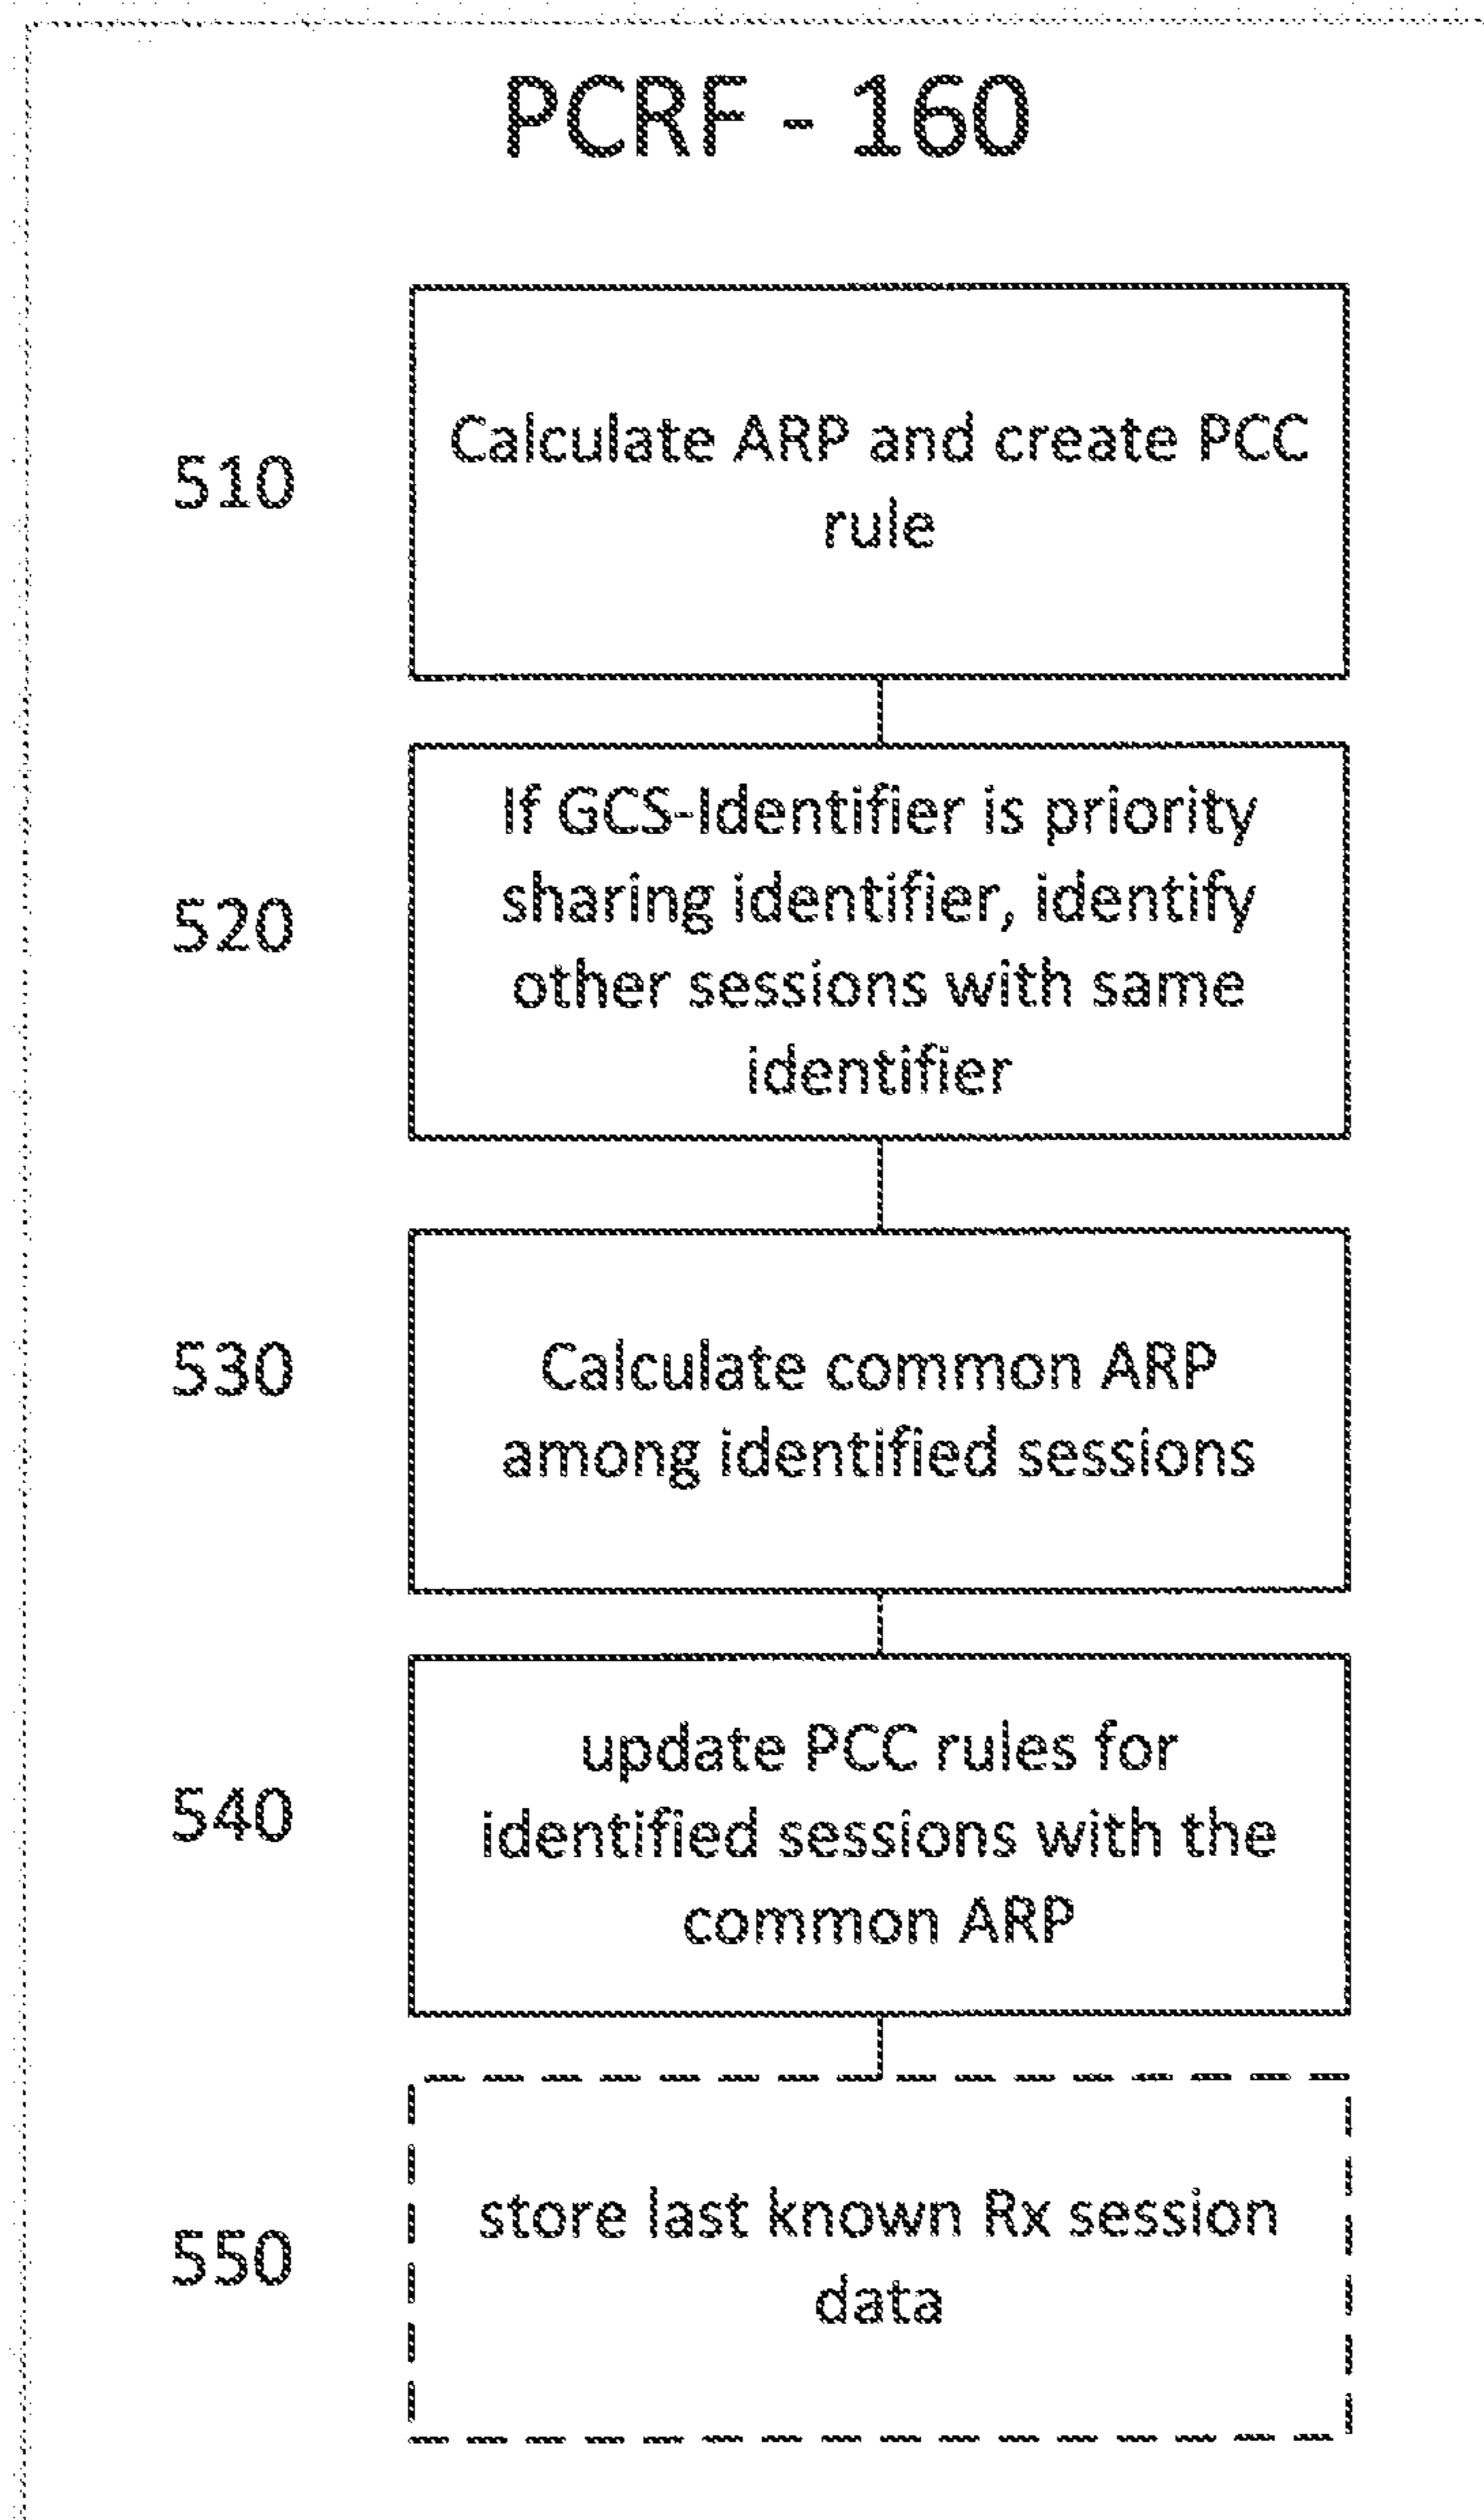 PCRF - 160
510
Calculate ARP and create PCC
rule
520
If GCS-Identifier is priority
sharing identifier, identify
other sessions with same
identifier
530
Calculate common ARP
among identified sessions
540
update PCC rules for
identified sessions with the
common ARP
550
store last known Rx session
data